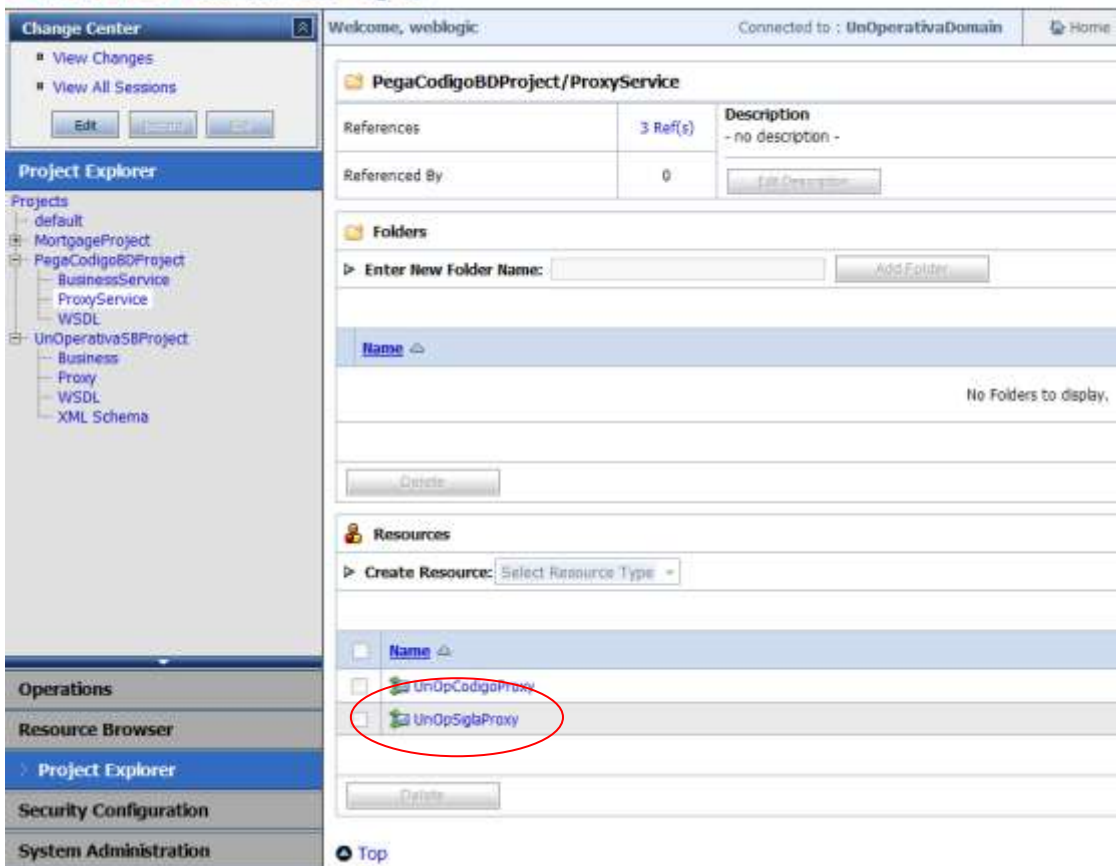 Change Center
View Changes
View All Sessions
Edit
Project Explorer
Projects
default
MortgageProject
PegaCodigoBDProject
BusinessService
ProxyService
WSDL
UnOperativaSBProject
Business
Proxy
WSDL
XML Schema
Operations
Resource Browser
Project Explorer
Security Configuration
System Administration
Welcome, weblogic Connected to : UnOperativaDomain Home
PegaCodigoBDProject/ProxyService
References 3 Ref(s) Description
- no description -
Referenced By 0 Edit Description
Folders
Enter New Folder Name: Add Folder
Name
No Folders to display.
Delete
Resources
Create Resource: Select Resource Type
Name
UnOpCodigoProxy
UnOpSiglaProxy
Delete
Top